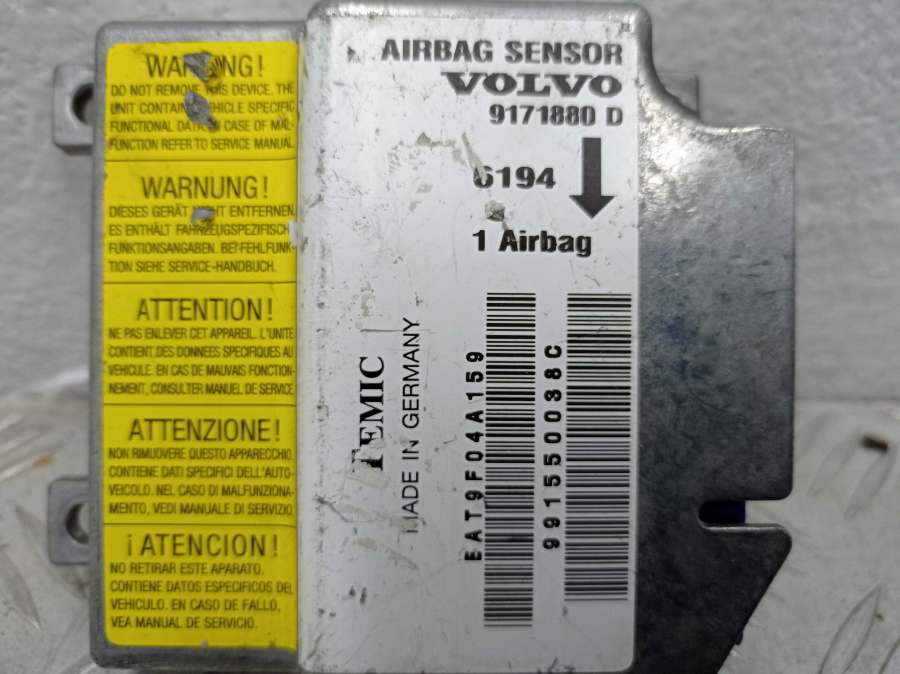 WARNING!
DO NOT REMOVE THIS DEVICE. THE
UNIT CONTAINS VEHICLE SPECIFIC
FUNCTIONAL DATA. IN CASE OF MAL-
FUNCTION REFER TO SERVICE MANUAL.
WARNUNG!
DIESES GERÄT NICHT ENTFERNEN,
ES ENTHÄLT FAHRZEUGSPEZIFISCHE
FUNKTIONSANGABEN. BEI FEHLFUNK-
TION SIEHE SERVICE-HANDBUCH.
ATTENTION!
NE PAS ENLEVER CET APPAREIL. L'UNITE
CONTIENT DES DONNEES SPECIFIQUES AU
VEHICULE. EN CAS DE MAUVAIS FONCTION-
NEMENT, CONSULTER MANUEL DE SERVICE
ATTENZIONE!
NON RIMUOVERE QUESTO APPARECCHIO.
CONTIENE DATI SPECIFICI DELL'AUTO-
VEICOLO. NEL CASO DI MALFUNZIONA-
MENTO, VEDI MANUALE DI SERVIZIO.
¡ATENCION!
NO RETIRAR ESTE APARATO.
CONTIENE DATOS ESPECIFICOS DEL
VEHICULO. EN CASO DE FALLO,
VEA MANUAL DE SERVICIO.
AIRBAG SENSOR
VOLVO
9171880 D
6194
1 Airbag
TEMIC
MADE IN GERMANY
EAT9F04A159
991550038C